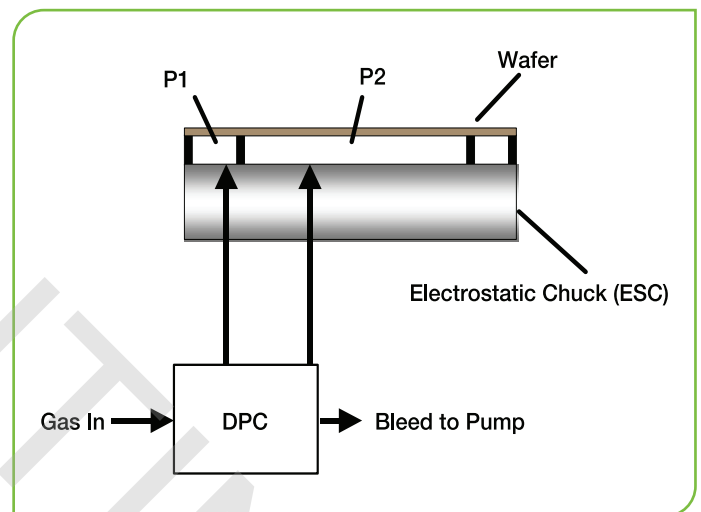 Wafer
P1
P2
Electrostatic Chuck (ESC)
Gas In
DPC
Bleed to Pump